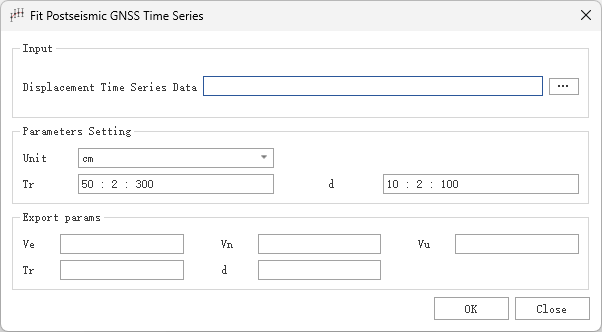 Fit Postseismic GNSS Time Series
Input
Displacement Time Series Data ...
Parameters Setting
Unit cm
Tr 50 : 2 : 300 d 10 : 2 : 100
Export params
Ve Vn Vu
Tr d
OK Close